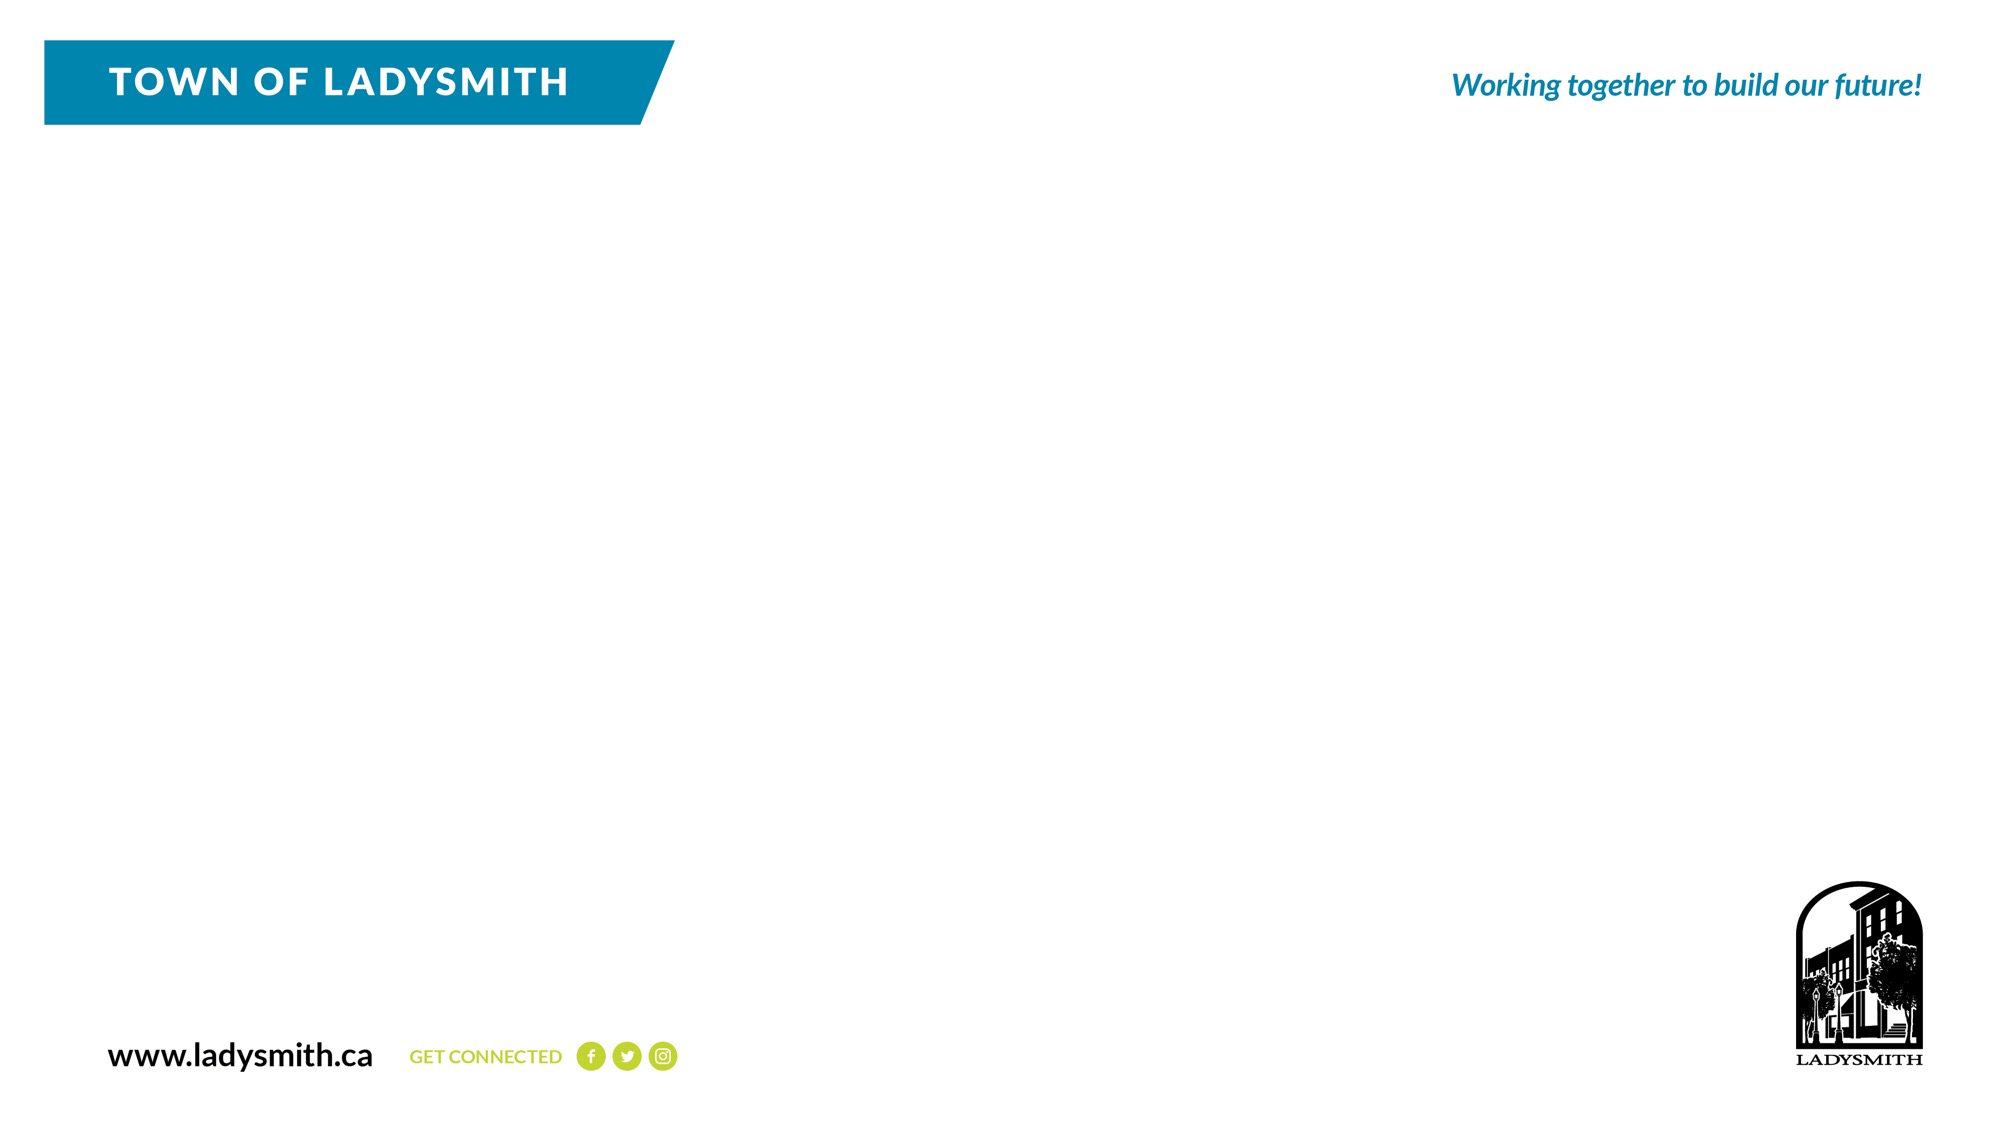 TOWN OF LADYSMITH
Working together to build our future!
www.ladysmith.ca
GET CONNECTED
LADYSMITH